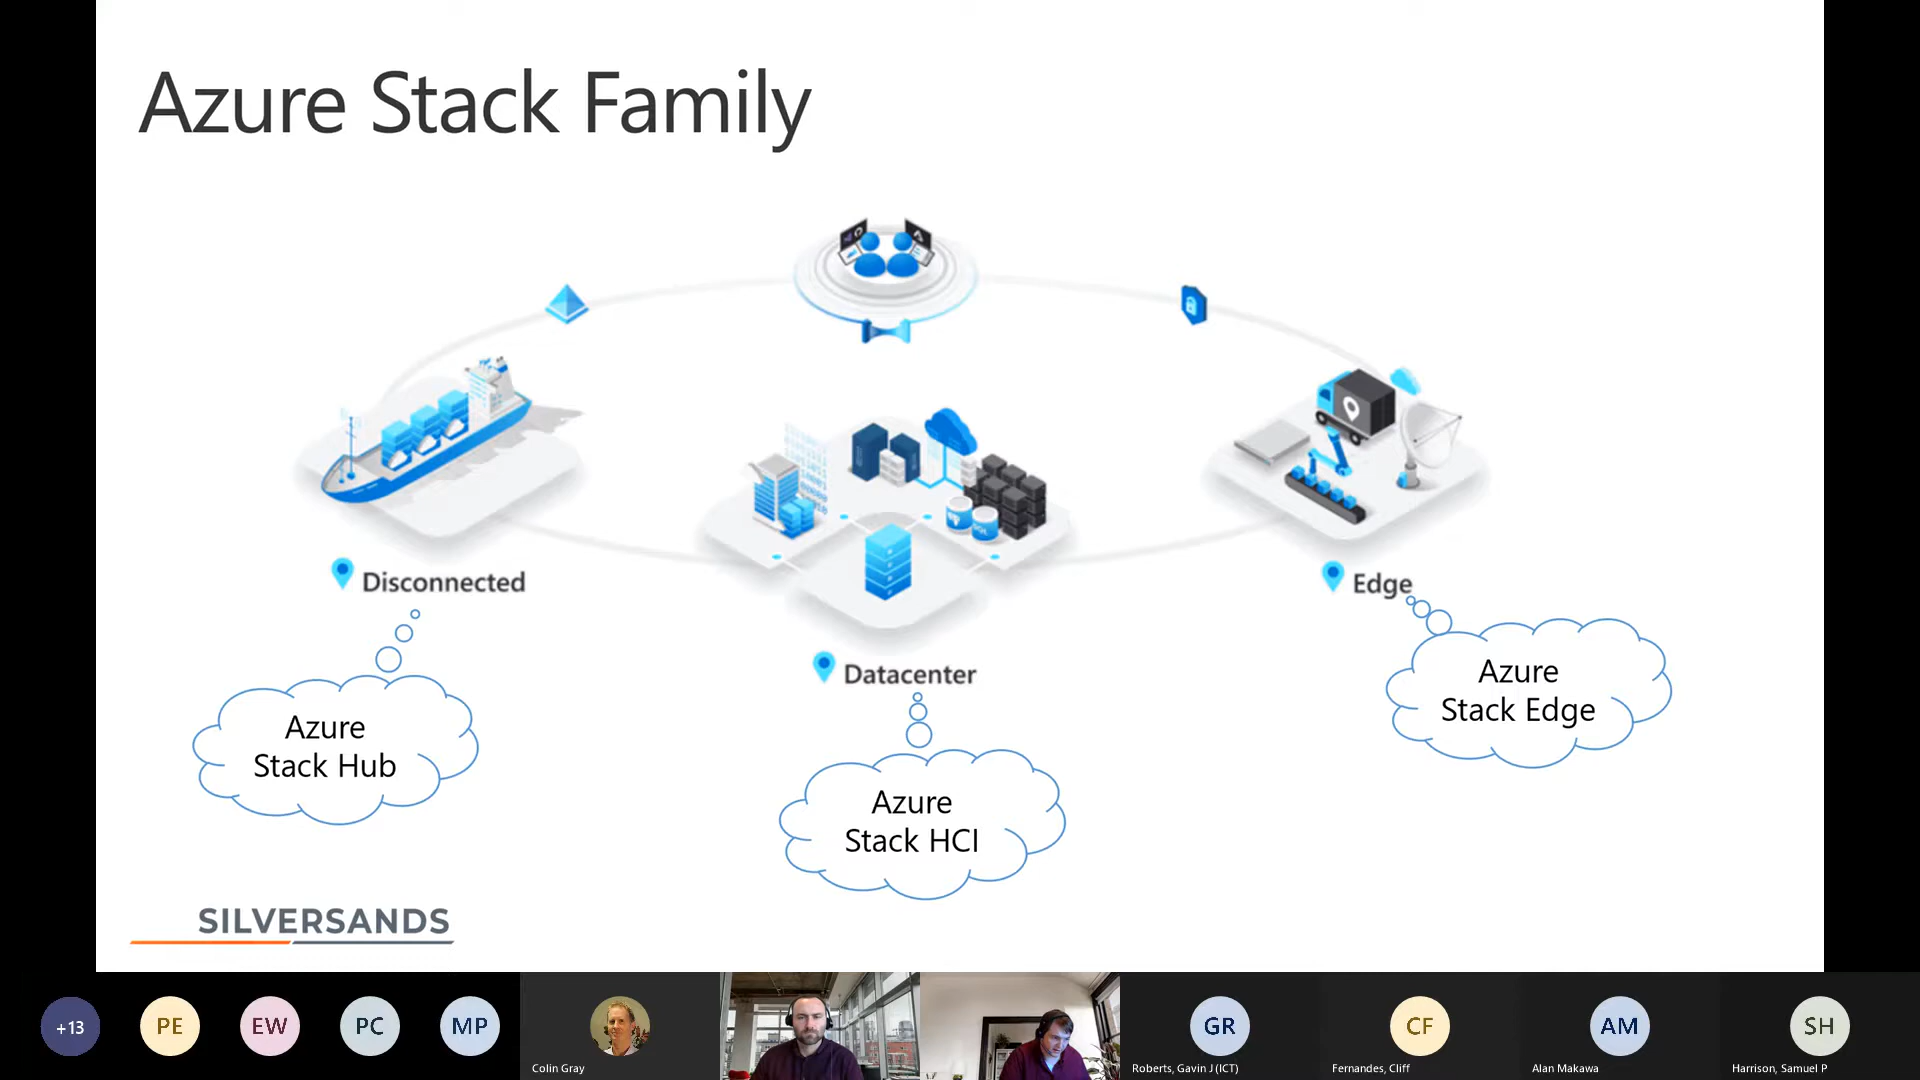 Azure Stack Family
Disconnected
Edge
Datacenter
Azure
Stack Hub
Azure
Stack HCI
Azure
Stack Edge
SILVERSANDS
+13
PE
EW
PC
MP
Colin Gray
GR
Roberts, Gavin J (ICT)
CF
Fernandes, Cliff
AM
Alan Makawa
SH
Harrison, Samuel P